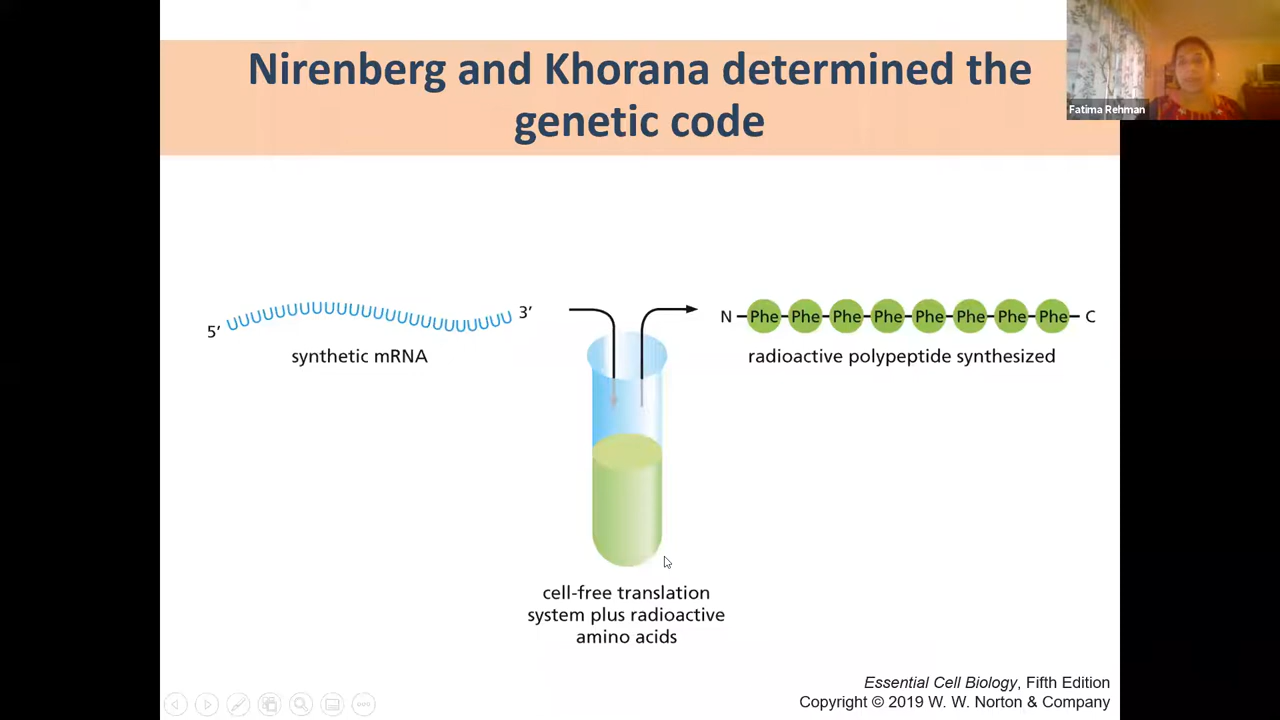 Nirenberg and Khorana determined the
genetic code
Fatima Rehman
5’ UUUUUUUUUUUUUUUUUUUUUUUUU 3’
synthetic mRNA
N Phe Phe Phe Phe Phe Phe Phe Phe C
radioactive polypeptide synthesized
cell-free translation
system plus radioactive
amino acids
Essential Cell Biology, Fifth Edition
Copyright © 2019 W. W. Norton & Company